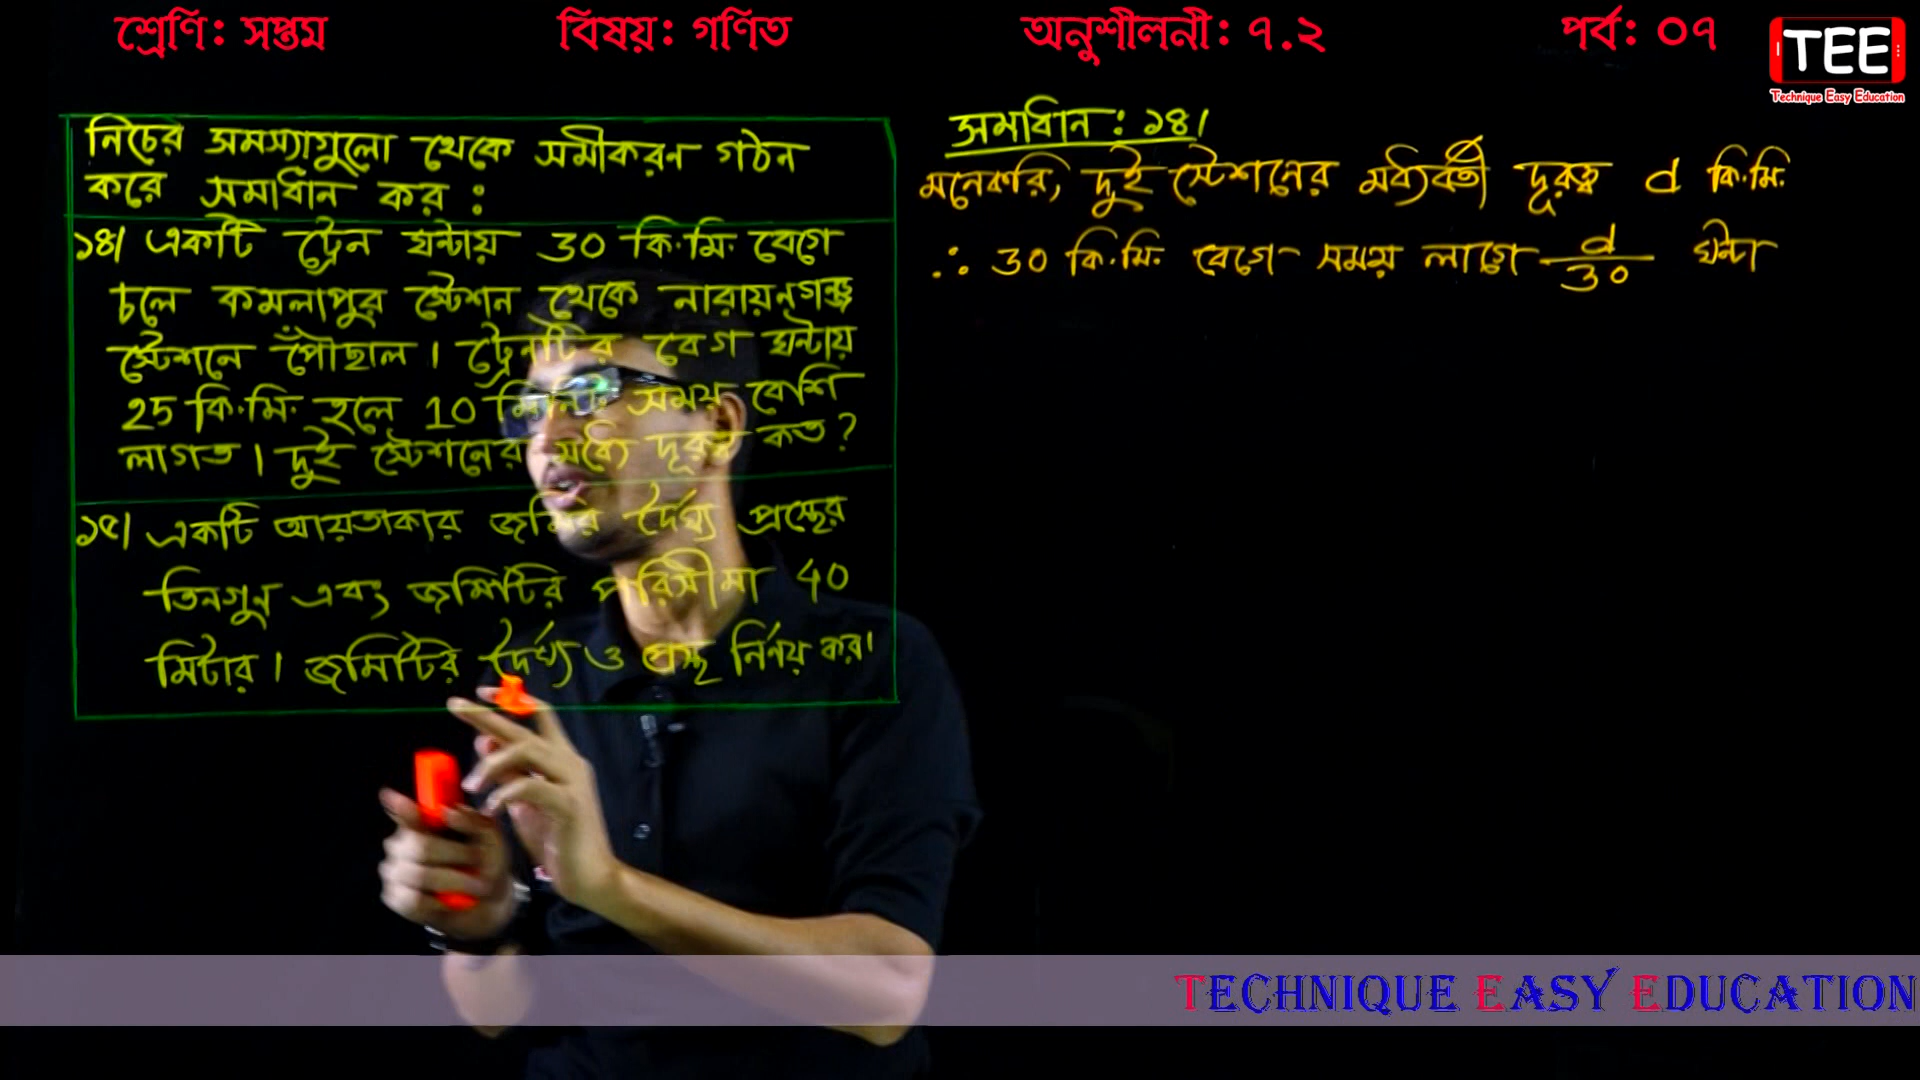 শ্রেণি: সপ্তম
বিষয়: গণিত
অনুশীলনী: ৭.২
পর্ব: ০৭
TEE
Technique Easy Education
নিচের সমস্যাগুলো থেকে সমীকরণ গঠন
করে সমাধান কর:
১৪। একটি ট্রেন ঘন্টায় 30 কি.মি. বেগে
চলে কমলাপুর স্টেশন থেকে নারায়নগঞ্জ
স্টেশনে পৌঁছাল। ট্রেনটির বেগ ঘন্টায়
25 কি.মি. হলে 10 মিনিট সময় বেশি
লাগত। দুই স্টেশনের মধ্যে দূরত্ব কত?
১৫। একটি আয়তাকার জমির দৈর্ঘ্য প্রস্থের
তিনগুন এবং জমিটির পরিসীমা 40
মিটার। জমিটির দৈর্ঘ্য ও প্রস্থ নির্ণয় কর।
সমাধান: ১৪।
মনেকরি, দুই স্টেশনের মধ্যবর্তী দূরত্ব d কি.মি.
∴ 30 কি.মি. বেগে সময় লাগে d/30 ঘন্টা
TECHNIQUE EASY EDUCATION